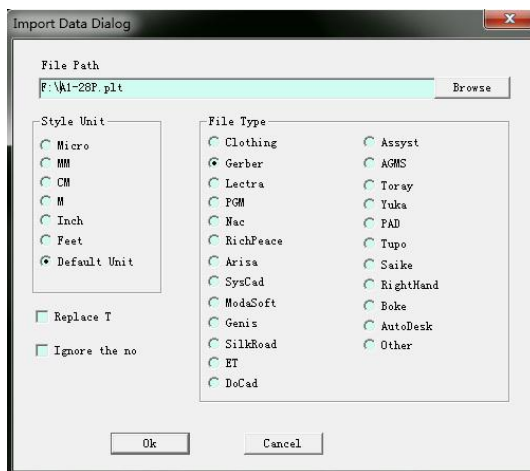 Import Data Dialog
File Path
F:\A1-28P.plt
Browse
Style Unit
Micro
MM
CM
M
Inch
Feet
Default Unit
Replace T
Ignore the no
File Type
Clothing
Gerber
Lectra
PGM
Nac
RichPeace
Arisa
SysCad
ModaSoft
Genis
SilkRoad
ET
DoCad
Assyst
AGMS
Toray
Yuka
PAD
Tupo
Saike
RightHand
Boke
AutoDesk
Other
Ok
Cancel